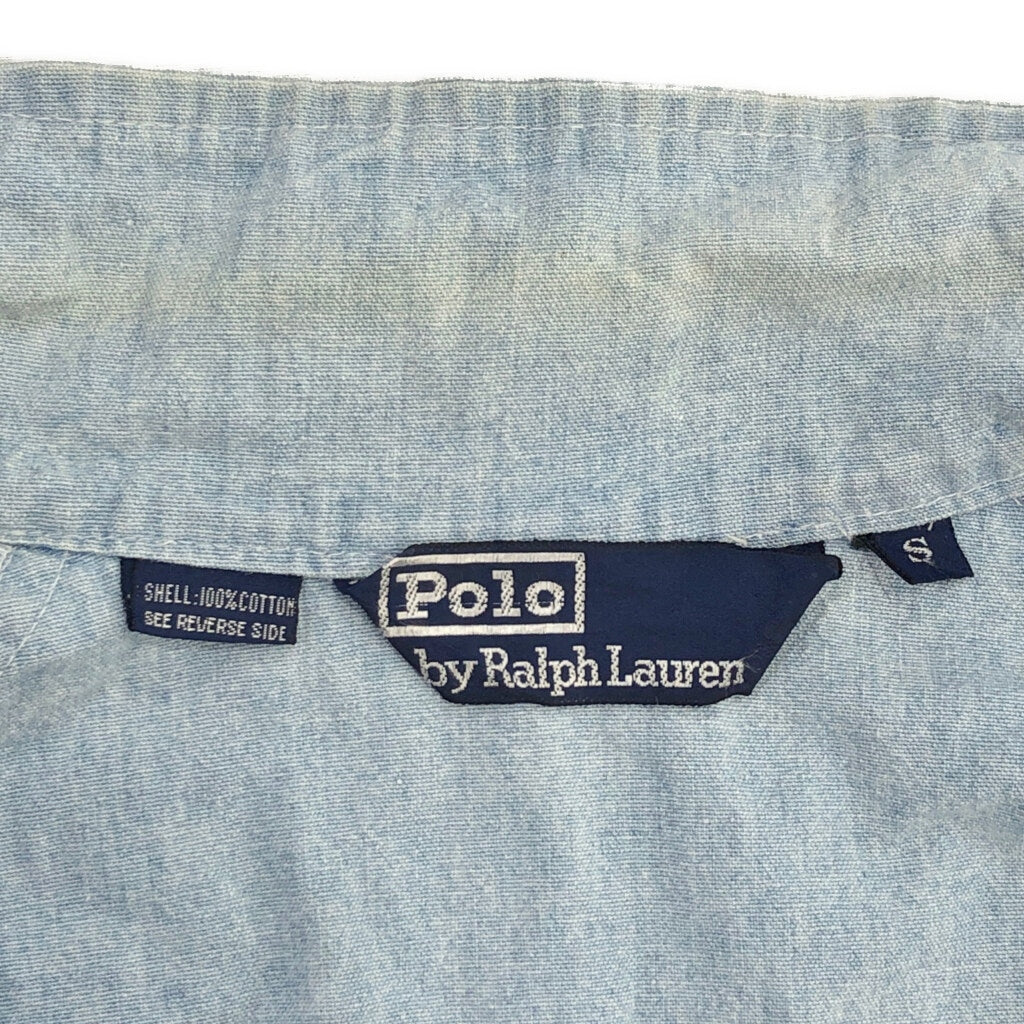 SHELL:100%COTTON
SEE REVERSE SIDE
Polo
by Ralph Lauren
S